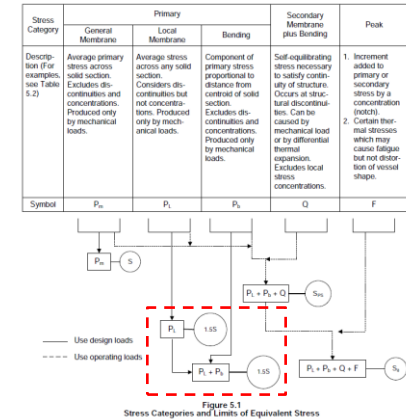 Stress
Category
Primary
Secondary
Membrane
plus Bending
Peak
General
Membrane
Local
Membrane
Bending
Descrip-
tion (For
examples,
see Table
5.2)
Average primary
stress across
solid section.
Excludes dis-
continuities and
concentrations.
Produced only
by mechanical
loads.
Average stress
across any solid
section.
Considers dis-
continuities but
not concentra-
tions. Produced
only by mech-
anical loads.
Component of
primary stress
proportional to
distance from
centroid of solid
section.
Excludes dis-
continuities and
concentrations.
Produced only
by mechanical
loads.
Self-equilibrating
stress necessary
to satisfy contin-
uity of structure.
Occurs at struc-
tural discontinui-
ties. Can be
caused by
mechanical load
or by differential
thermal
expansion.
Excludes local
stress
concentrations.
1. Increment
added to
primary or
secondary
stress by a
concentration
(notch).
2. Certain ther-
mal stresses
which may
cause fatigue
but not distor-
tion of vessel
shape.
Symbol
Pm
PL
Pb
Q
F
Pm
S
PL + Pb + Q
SPS
PL
1.5S
Use design loads
Use operating loads
PL + Pb
1.5S
PL + Pb + Q + F
Sa
Figure 5.1
Stress Categories and Limits of Equivalent Stress